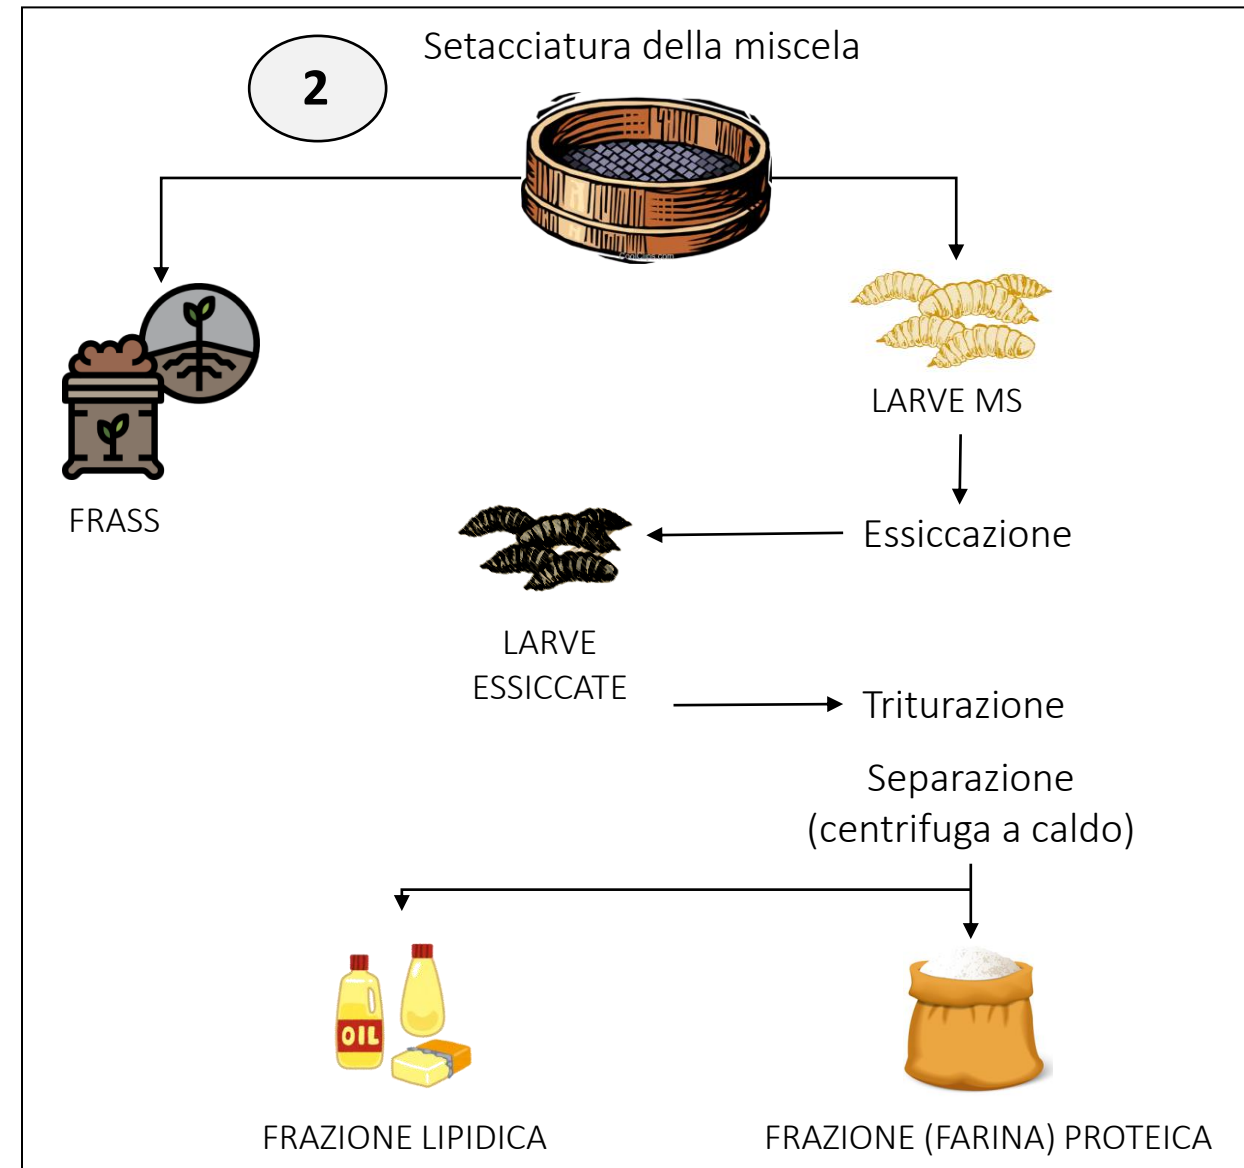 2
Setacciatura della miscela
FRASS
LARVE MS
Essiccazione
LARVE
ESSICCATE
Triturazione
Separazione
(centrifuga a caldo)
OIL
FRAZIONE LIPIDICA
FRAZIONE (FARINA) PROTEICA